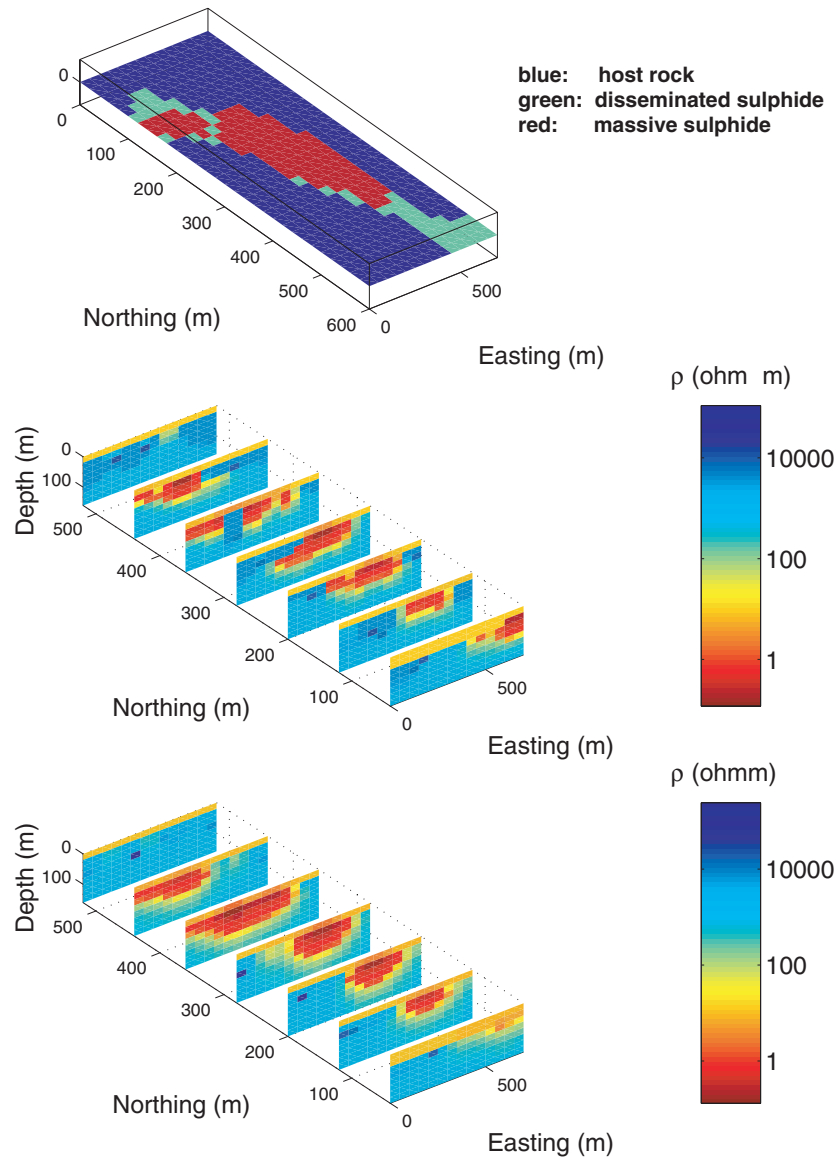 blue: host rock
green: disseminated sulphide
red: massive sulphide
0
0
100
200
300
400
500
600
0
500
Northing (m)
Easting (m)
ρ (ohm m)
10000
100
1
Depth (m)
0
100
500
400
300
200
100
0
500
Northing (m)
Easting (m)
ρ (ohmm)
10000
100
1
Depth (m)
0
100
500
400
300
200
100
0
500
Northing (m)
Easting (m)